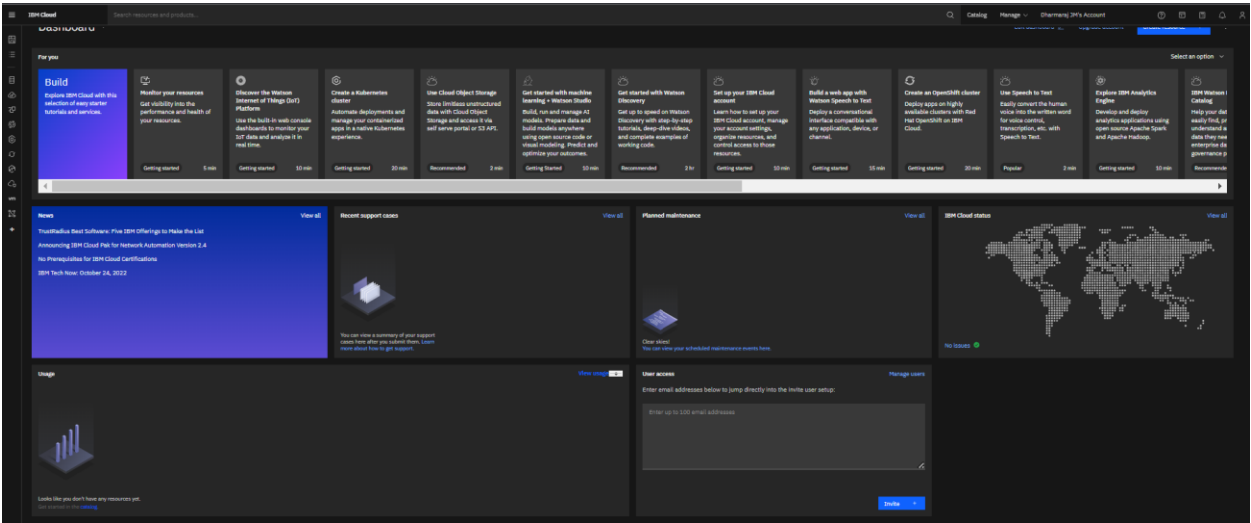 IBM Cloud
Search resources and products...
Catalog
Manage
Dharmaraj JM's Account
Dashboard
Upgrade account
Create resource
For you
Select an option
Build
Explore IBM Cloud with this
selection of easy starter
tutorials and services.
Monitor your resources
Get visibility into the
performance and health of
your resources.
Getting started 5 min
Discover the Watson
Internet of Things (IoT)
Platform
Use the built-in web console
dashboards to monitor your
IoT data and analyze it in
real time.
Getting started 10 min
Create a Kubernetes
cluster
Automate deployments and
manage your containerized
apps in a native Kubernetes
experience.
Getting started 20 min
Use Cloud Object Storage
Store limitless unstructured
data with Cloud Object
Storage and access it via
self serve portal or S3 API.
Recommended 2 min
Get started with machine
learning + Watson Studio
Build, run and manage AI
models. Prepare data and
build models anywhere
using open source code or
visual modeling. Predict and
optimize your outcomes.
Getting Started 10 min
Get started with Watson
Discovery
Get up to speed on Watson
Discovery with step-by-step
tutorials, deep-dive videos,
and complete examples of
working code.
Recommended 2 hr
Set up your IBM Cloud
account
Learn how to set up your
IBM Cloud account, manage
your account settings,
organize resources, and
control access to those
resources.
Getting started 10 min
Build a web app with
Watson Speech to Text
Deploy a conversational
interface compatible with
any application, device, or
channel.
Getting started 15 min
Create an OpenShift cluster
Deploy apps on highly
available clusters with Red
Hat OpenShift on IBM
Cloud.
Getting started 20 min
Use Speech to Text
Easily convert the human
voice into the written word
for voice control,
transcription, etc. with
Speech to Text.
Popular 2 min
Explore IBM Analytics
Engine
Develop and deploy
analytics applications using
open source Apache Spark
and Apache Hadoop.
Getting started 10 min
IBM Watson
Catalog
Help your dat
easily find, pr
understand a
data they nee
enterprise da
governance p
Recommende
News
View all
TrustRadius Best Software: Five IBM Offerings to Make the List
Announcing IBM Cloud Pak for Network Automation Version 2.4
No Prerequisites for IBM Cloud Certifications
IBM Tech Now: October 24, 2022
Recent support cases
View all
You can view a summary of your support
cases here after you submit them. Learn
more about how to get support.
Planned maintenance
View all
Clear skies!
You can view your scheduled maintenance events here.
IBM Cloud status
View all
No issues
Usage
View usage
Looks like you don't have any resources yet.
Get started in the catalog
User access
Manage users
Enter email addresses below to jump directly into the invite user setup:
Enter up to 100 email addresses
Invite +